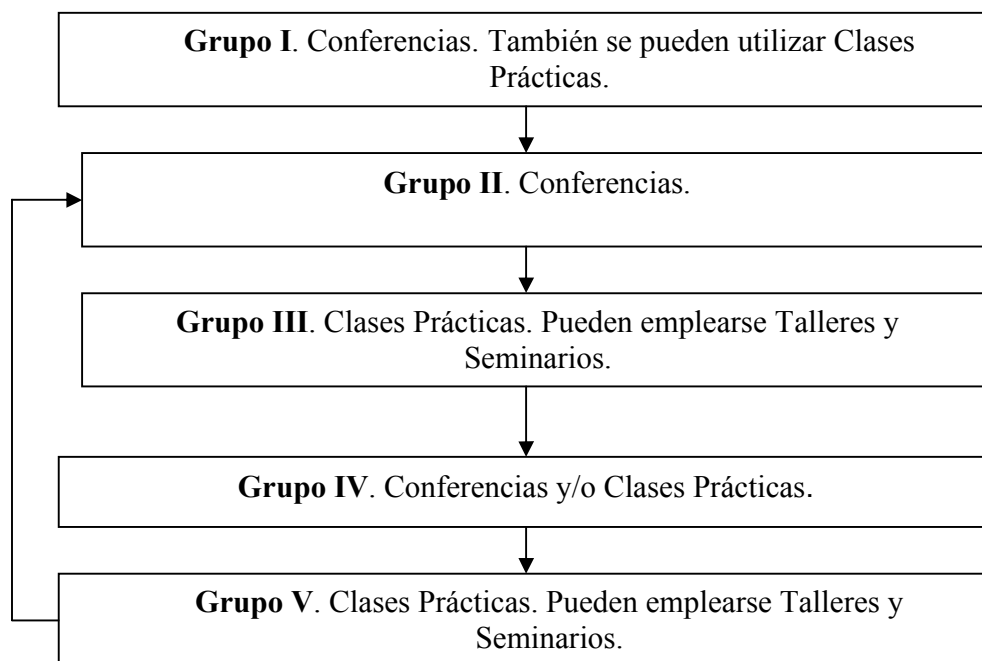 Grupo I. Conferencias. También se pueden utilizar Clases
Prácticas.
Grupo II. Conferencias.
Grupo III. Clases Prácticas. Pueden emplearse Talleres y
Seminarios.
Grupo IV. Conferencias y/o Clases Prácticas.
Grupo V. Clases Prácticas. Pueden emplearse Talleres y
Seminarios.